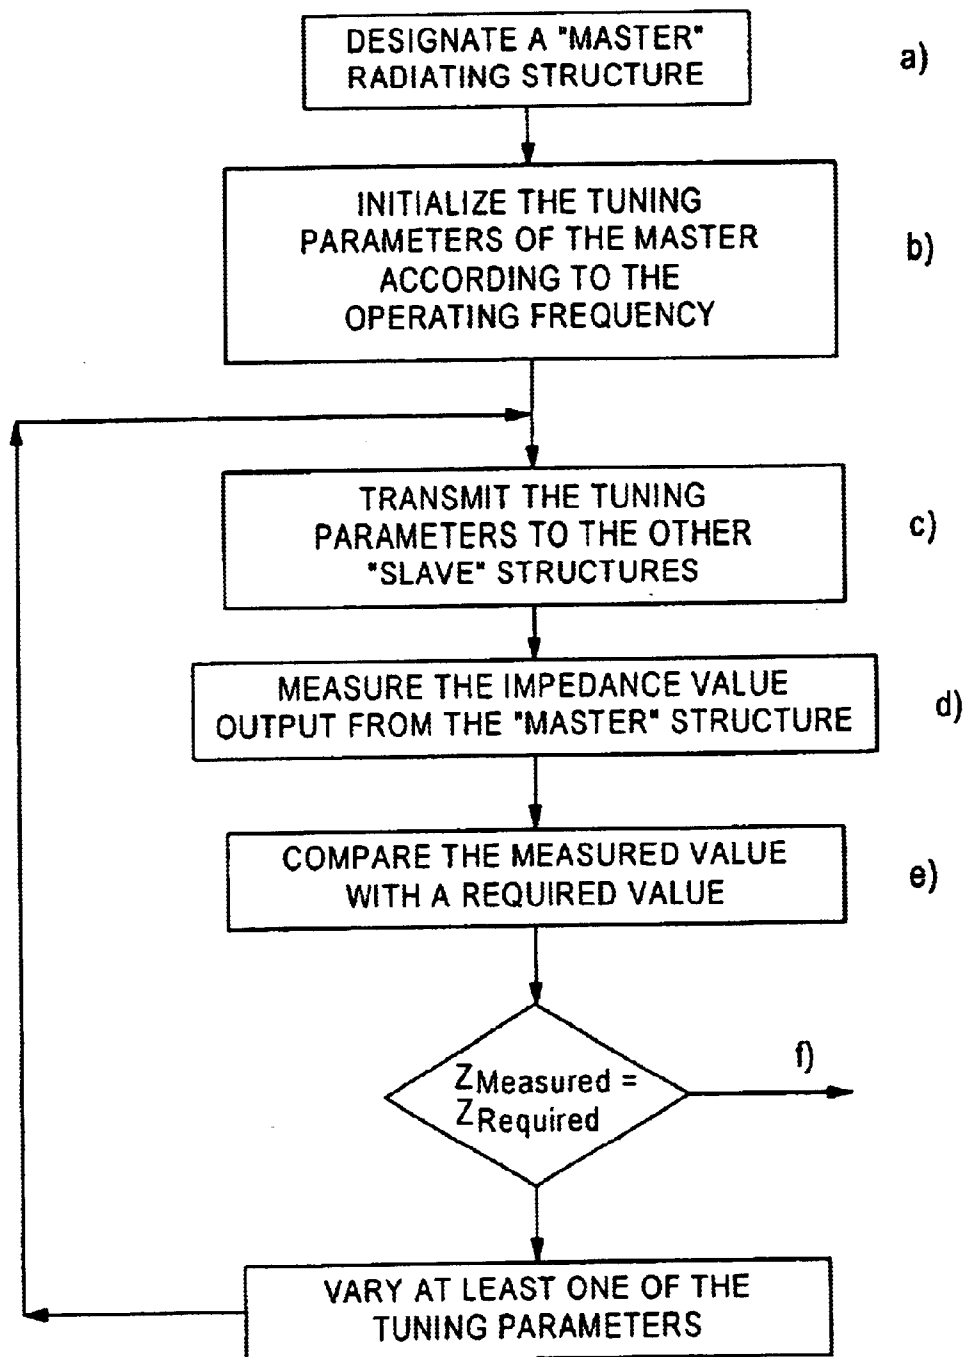 DESIGNATE A "MASTER"
RADIATING STRUCTURE
a)
INITIALIZE THE TUNING
PARAMETERS OF THE MASTER
ACCORDING TO THE
OPERATING FREQUENCY
b)
TRANSMIT THE TUNING
PARAMETERS TO THE OTHER
"SLAVE" STRUCTURES
c)
MEASURE THE IMPEDANCE VALUE
OUTPUT FROM THE "MASTER" STRUCTURE
d)
COMPARE THE MEASURED VALUE
WITH A REQUIRED VALUE
e)
ZMeasured =
ZRequired
f)
VARY AT LEAST ONE OF THE
TUNING PARAMETERS